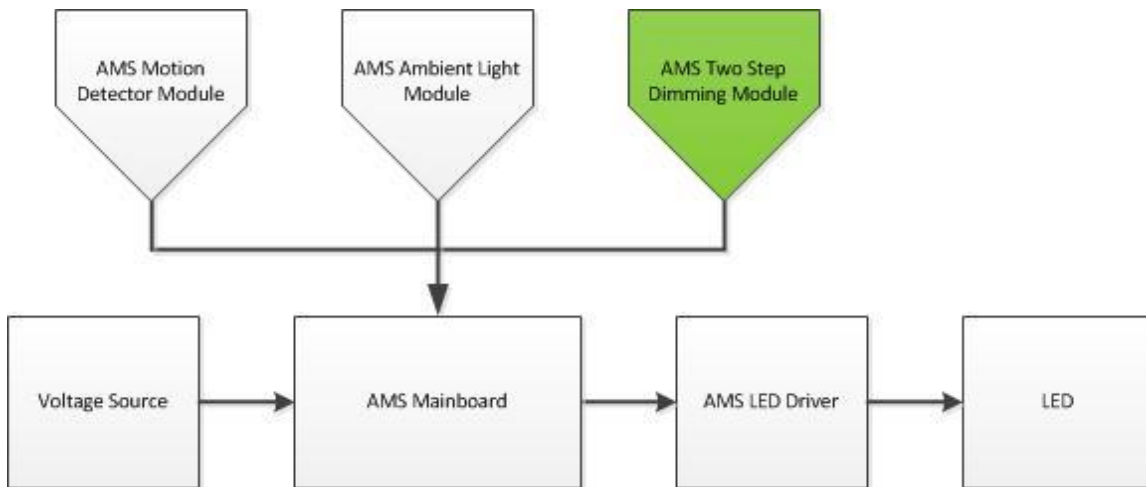 AMS Motion
Detector Module
AMS Ambient Light
Module
AMS Two Step
Dimming Module
Voltage Source
AMS Mainboard
AMS LED Driver
LED